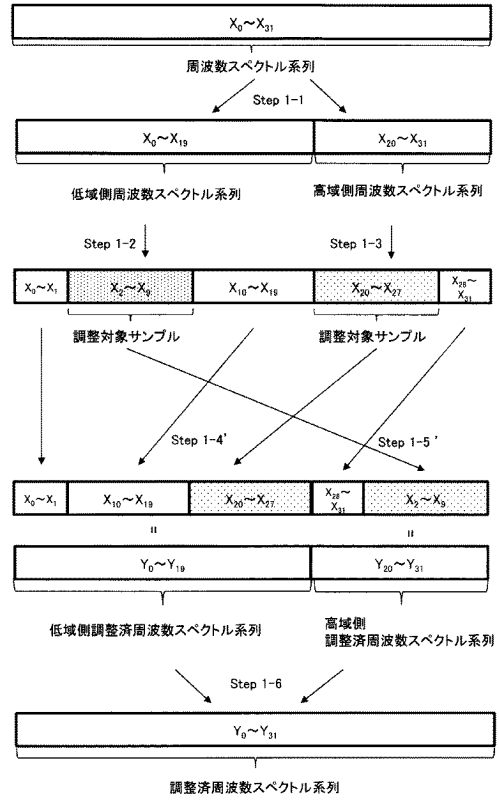 X₀～X₃₁
周波数スペクトル系列
Step 1-1
X₀～X₁₉
X₂₀～X₃₁
低域側周波数スペクトル系列
高域側周波数スペクトル系列
Step 1-2
Step 1-3
X₀～X₁
X₂～X₉
X₁₀～X₁₉
X₂₀～X₂₇
X₂₈～
X₃₁
調整対象サンプル
調整対象サンプル
Step 1-4'
Step 1-5 '
X₀～X₁
X₁₀～X₁₉
X₂₀～X₂₇
X₂₈～
X₃₁
X₂～X₉
=
=
Y₀～Y₁₉
Y₂₀～Y₃₁
低域側調整済周波数スペクトル系列
高域側
調整済周波数スペクトル系列
Step 1-6
Y₀～Y₃₁
調整済周波数スペクトル系列